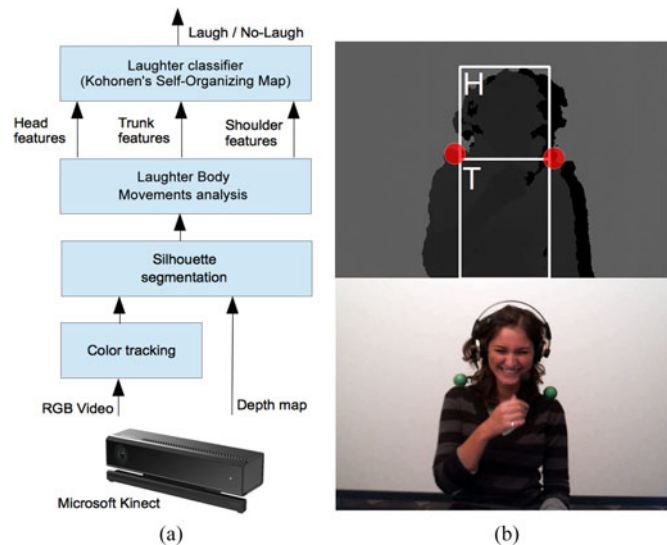 Laugh / No-Laugh
Laughter classifier
(Kohonen's Self-Organizing Map)
Head
features
Trunk
features
Shoulder
features
Laughter Body
Movements analysis
Silhouette
segmentation
Color tracking
RGB Video
Depth map
Microsoft Kinect
(a)
H
T
(b)